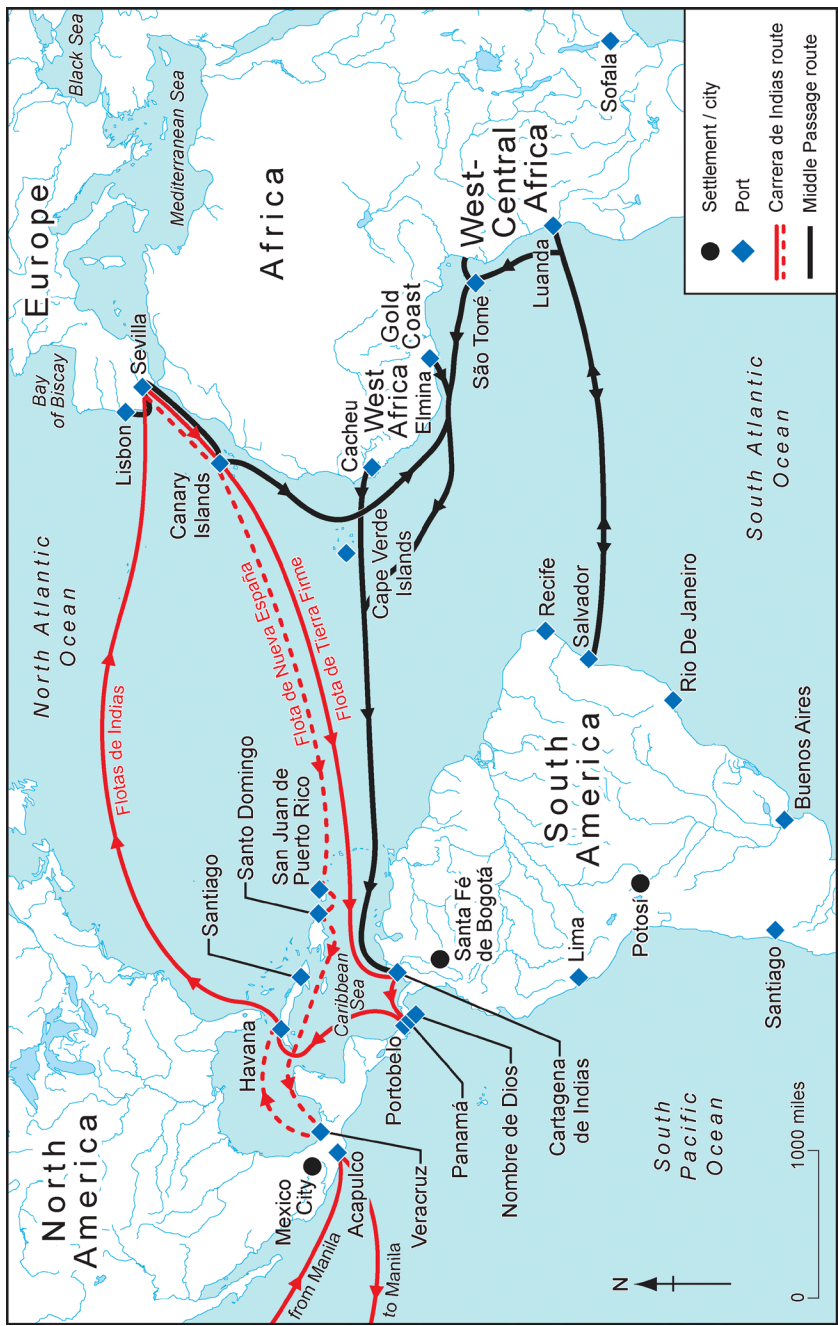 North
America
Europe
Black Sea
Mediterranean Sea
Bay
of Biscay
Lisbon
Sevilla
North Atlantic
Ocean
Flotas de Indias
Canary
Islands
Africa
Flota de Nueva España
Flota de Tierra Firme
Cape Verde
Islands
Cacheu
West
Africa
Gold
Coast
Elmina
São Tomé
West-
Central
Africa
Luanda
Sofala
from Manila
to Manila
Mexico
City
Acapulco
Veracruz
Havana
Santiago
Santo Domingo
San Juan de
Puerto Rico
Caribbean
Sea
Portobelo
Panamá
Nombre de Dios
Cartagena
de Indias
Santa Fé
de Bogotá
South
America
Lima
Potosí
Santiago
Buenos Aires
Rio De Janeiro
Salvador
Recife
South
Pacific
Ocean
South Atlantic
Ocean
N
0
1000 miles
Settlement / city
Port
Carrera de Indias route
Middle Passage route